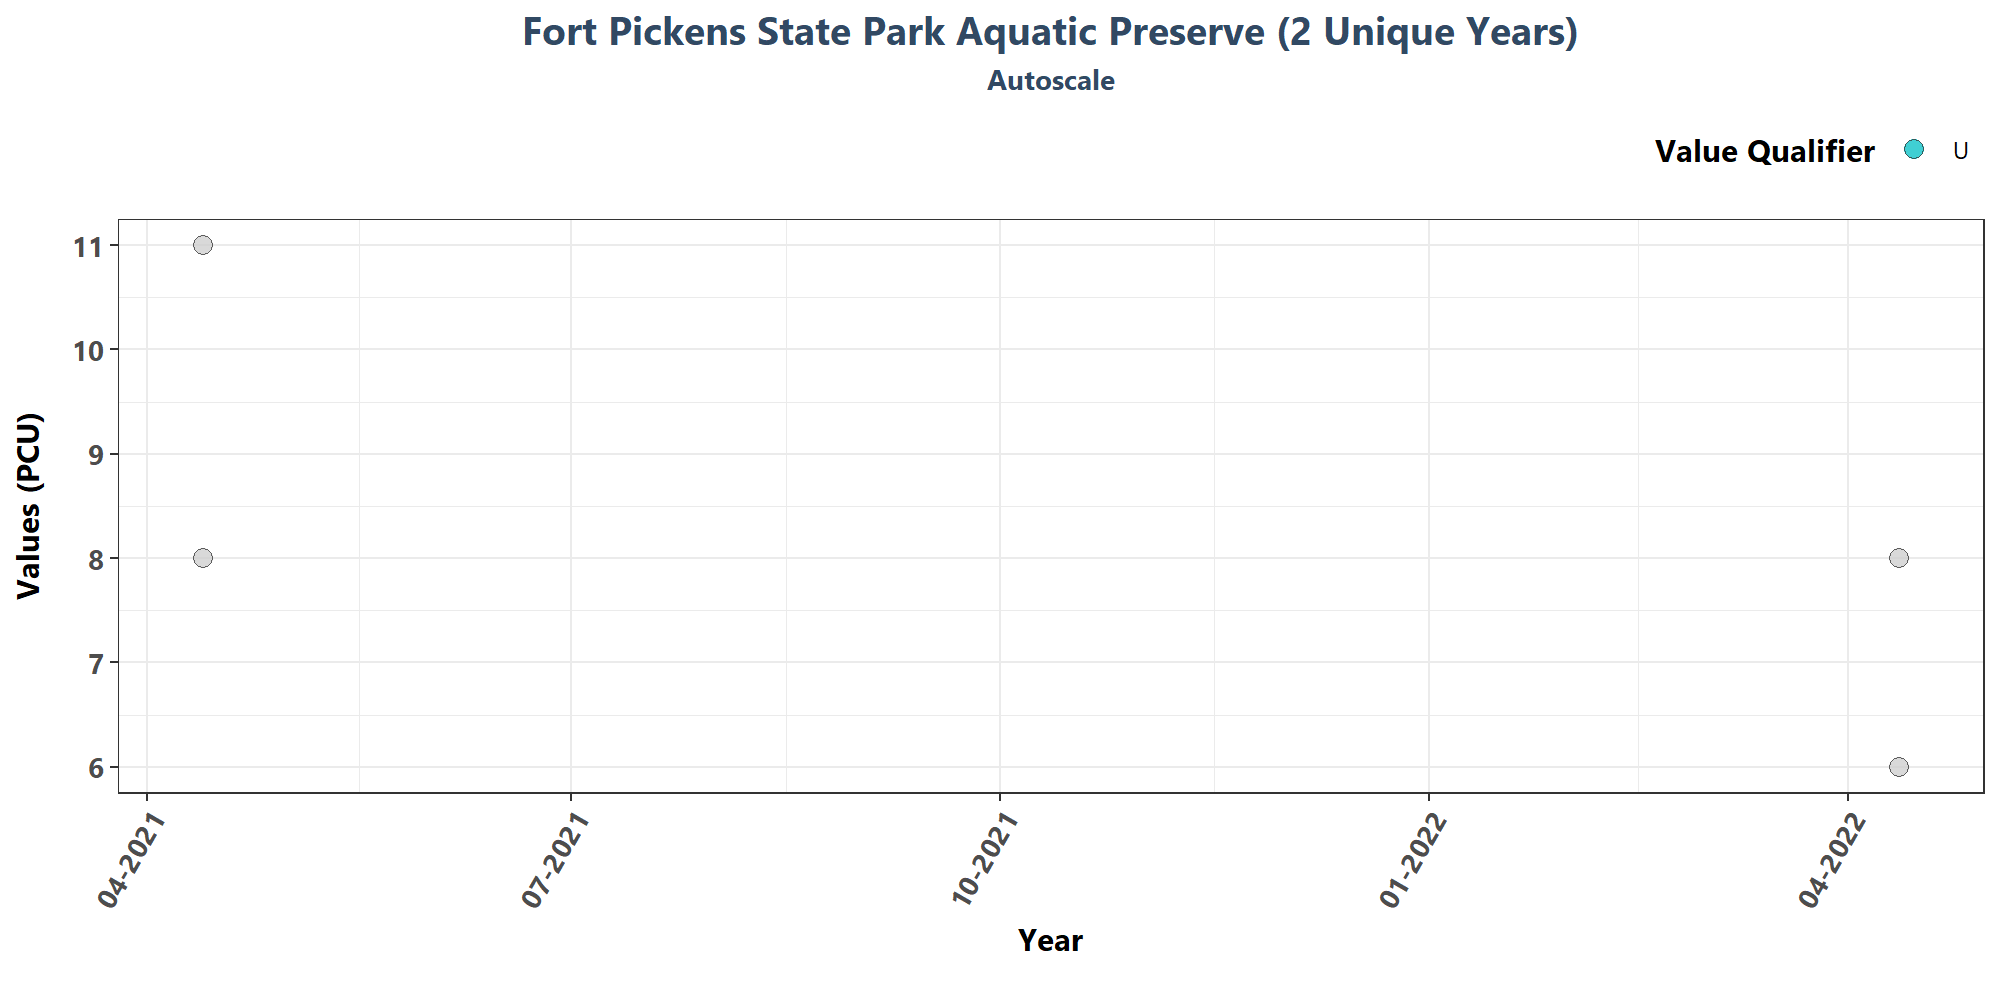 Fort Pickens State Park Aquatic Preserve (2 Unique Years)
Autoscale
Value Qualifier U
Values (PCU)
11
10
9
8
7
6
04-2021
07-2021
10-2021
01-2022
04-2022
Year